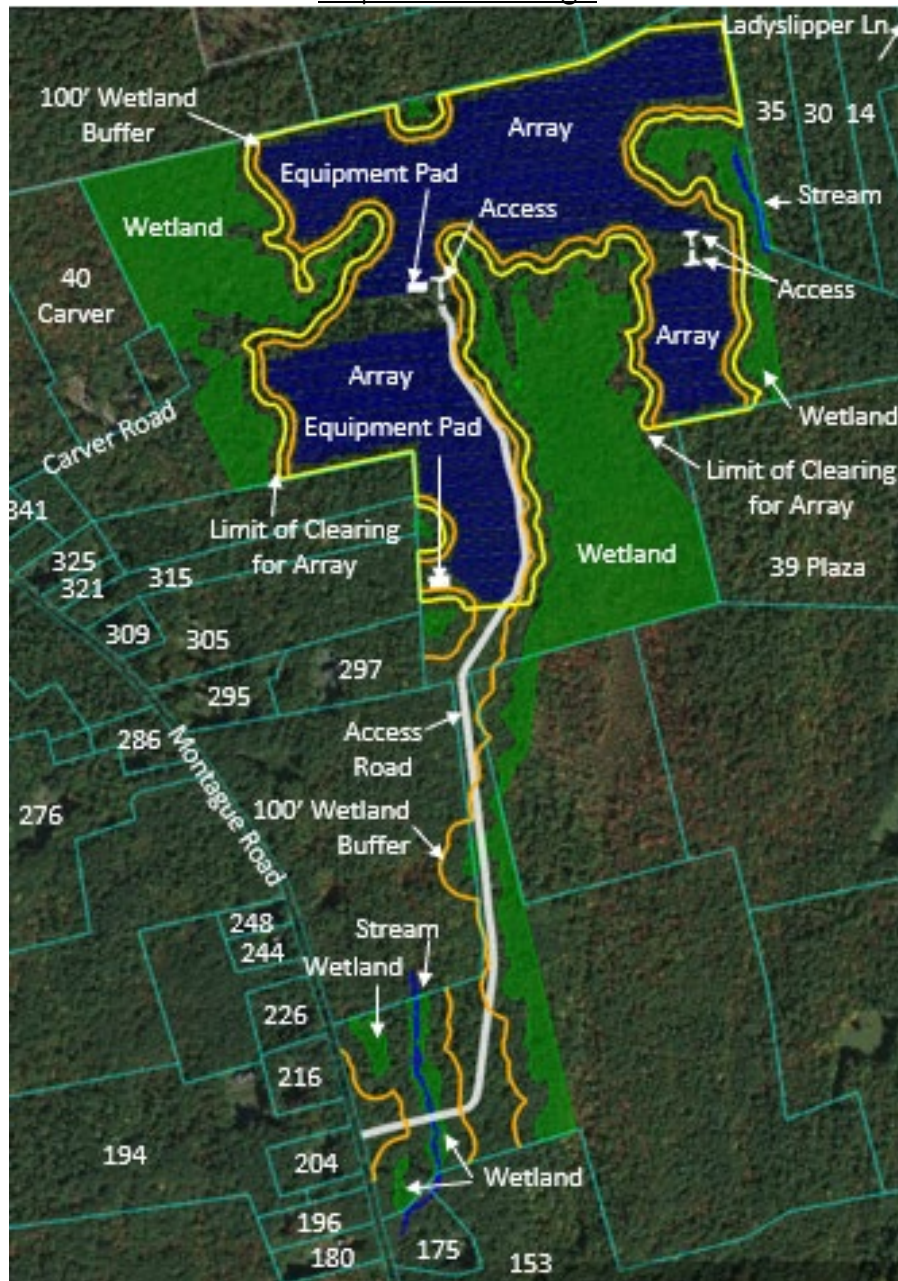 Ladyslipper Ln
100' Wetland
Buffer
Array
35 30 14
Equipment Pad
Stream
Access
Wetland
40
Carver
Access
Array
Array
Equipment Pad
Wetland
Carver Road
Limit of Clearing
for Array
341
Limit of Clearing
for Array
Wetland
39 Plaza
325
321
315
309
305
297
295
286
Access
Road
Montague Road
276
100' Wetland
Buffer
248
244
Stream
Wetland
226
216
194
204
Wetland
196
180
175
153